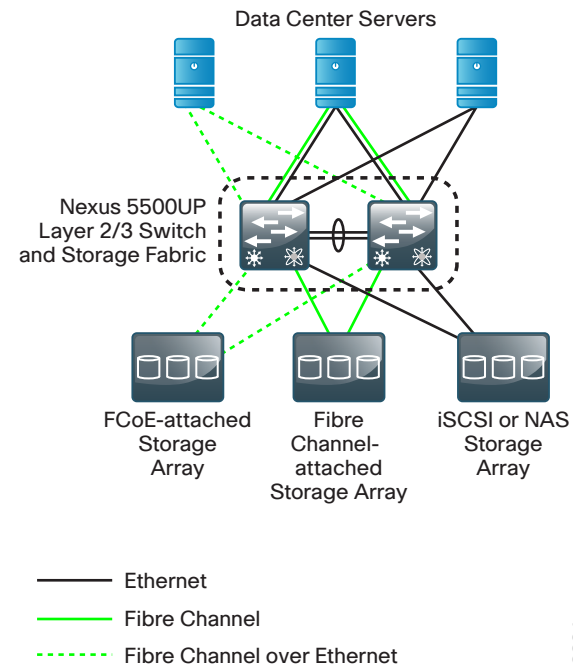 Data Center Servers
Nexus 5500UP
Layer 2/3 Switch
and Storage Fabric
FCoE-attached
Storage
Array
Fibre
Channel-
attached
Storage Array
iSCSI or NAS
Storage
Array
Ethernet
Fibre Channel
Fibre Channel over Ethernet